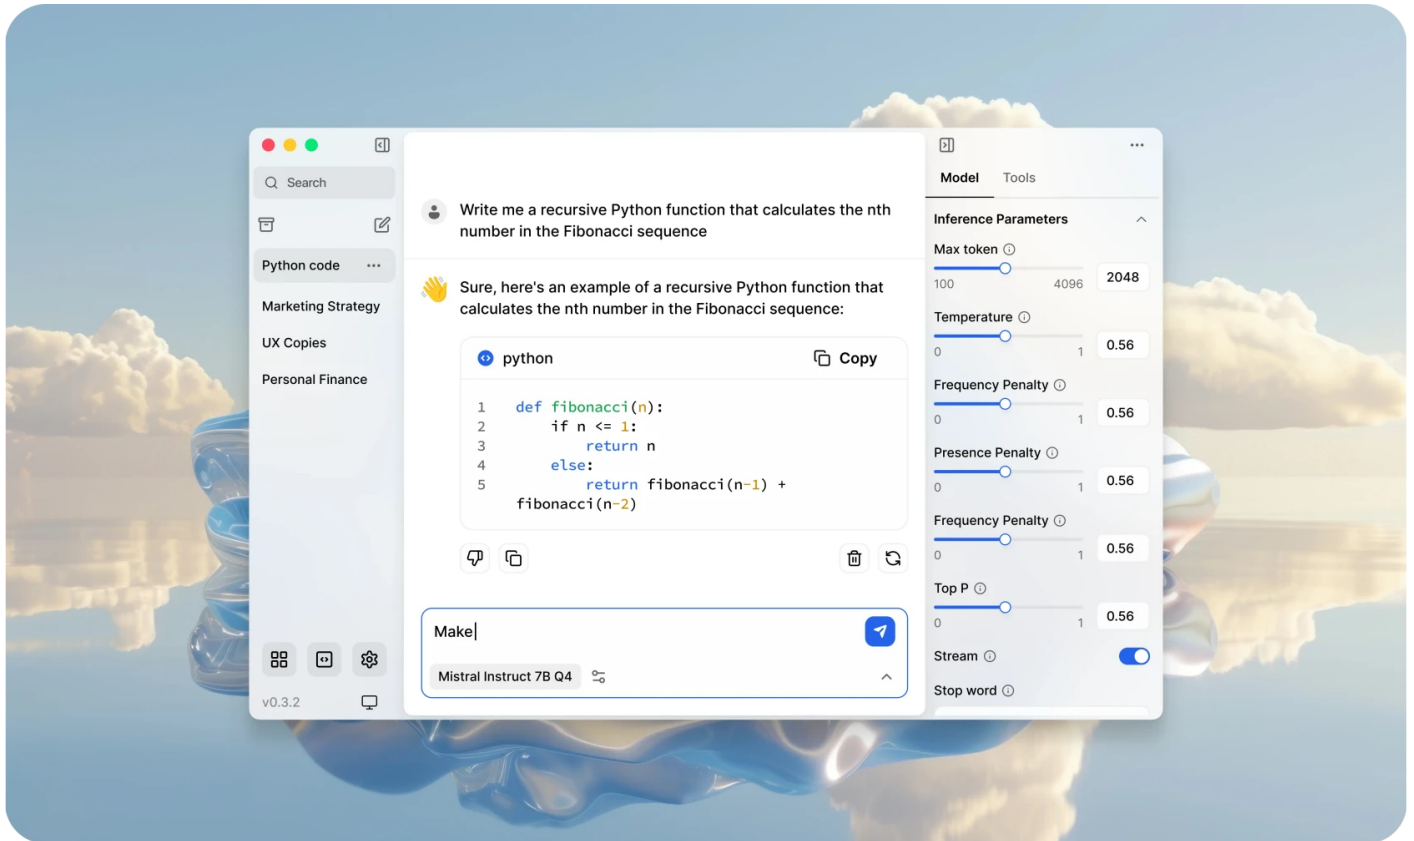 Search
Python code
Marketing Strategy
UX Copies
Personal Finance
v0.3.2
Write me a recursive Python function that calculates the nth
number in the Fibonacci sequence
Sure, here's an example of a recursive Python function that
calculates the nth number in the Fibonacci sequence:
python
Copy
1 def fibonacci(n):
2 if n <= 1:
3 return n
4 else:
5 return fibonacci(n-1) +
fibonacci(n-2)
Make
Mistral Instruct 7B Q4
Model Tools
Inference Parameters
Max token
100 4096 2048
Temperature
0 1 0.56
Frequency Penalty
0 1 0.56
Presence Penalty
0 1 0.56
Frequency Penalty
0 1 0.56
Top P
0 1 0.56
Stream
Stop word